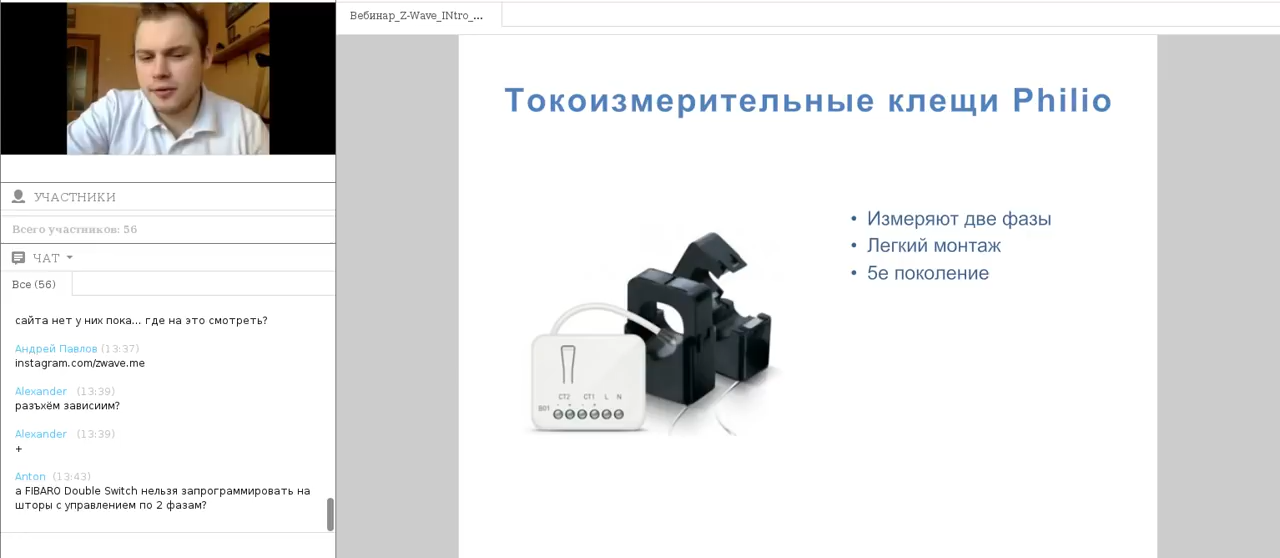 Вебинар_Z-Wave_INtro_...
УЧАСТНИКИ
Всего участников: 56
ЧАТ
Все (56)
сайта нет у них пока... где на это смотреть?
Андрей Павлов (13:37)
instagram.com/zwave.me
Alexander (13:39)
разъхём зависиим?
Alexander (13:39)
+
Anton (13:43)
а FIBARO Double Switch нельзя запрограммировать на
шторы с управлением по 2 фазам?
Токоизмерительные клещи Philio
• Измеряют две фазы
• Легкий монтаж
• 5е поколение
CT2 CT1 L N
- + - +
B01